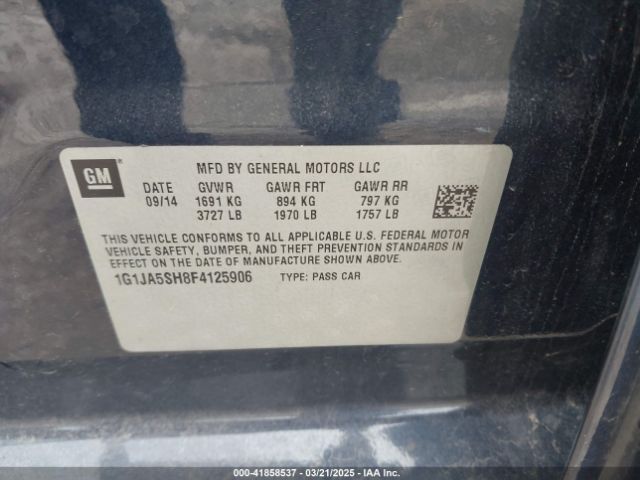 GM
MFD BY GENERAL MOTORS LLC
DATE GVWR GAWR FRT GAWR RR
09/14 1691 KG 894 KG 797 KG
3727 LB 1970 LB 1757 LB
THIS VEHICLE CONFORMS TO ALL APPLICABLE U.S. FEDERAL MOTOR
VEHICLE SAFETY, BUMPER, AND THEFT PREVENTION STANDARDS IN
EFFECT ON THE DATE OF MANUFACTURE SHOWN ABOVE.
1G1JA5SH8F4125906 TYPE: PASS CAR
000-41858537 - 03/21/2025 - IAA Inc.